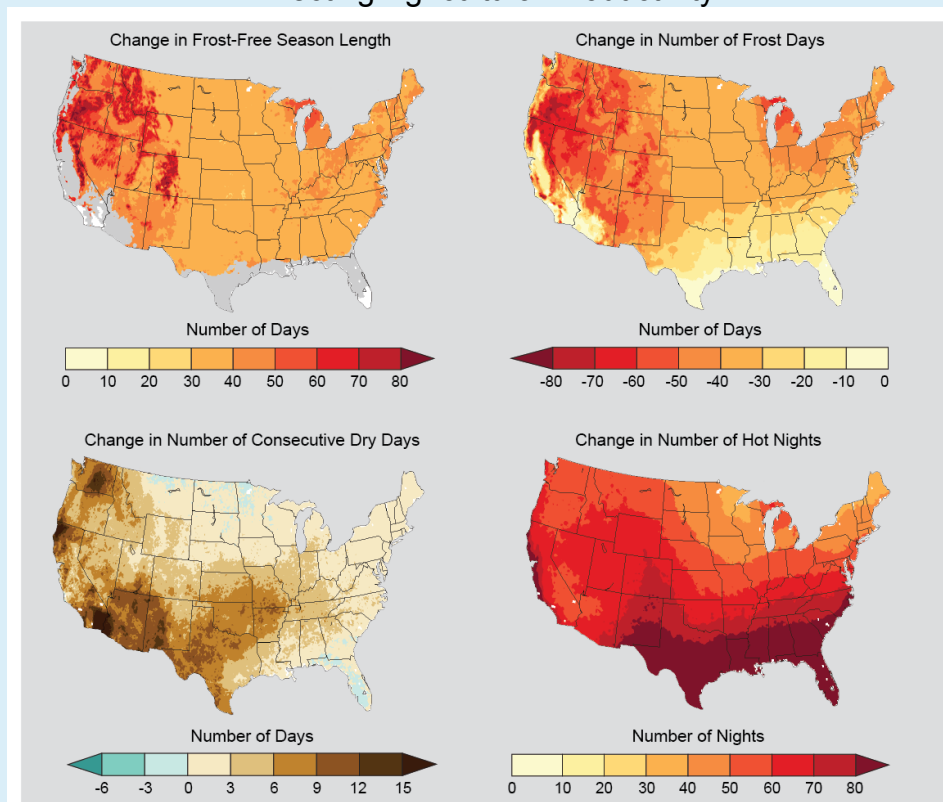 Change in Frost-Free Season Length
Change in Number of Frost Days
Number of Days
0 10 20 30 40 50 60 70 80
Number of Days
-80 -70 -60 -50 -40 -30 -20 -10 0
Change in Number of Consecutive Dry Days
Change in Number of Hot Nights
Number of Days
-6 -3 0 3 6 9 12 15
Number of Nights
0 10 20 30 40 50 60 70 80